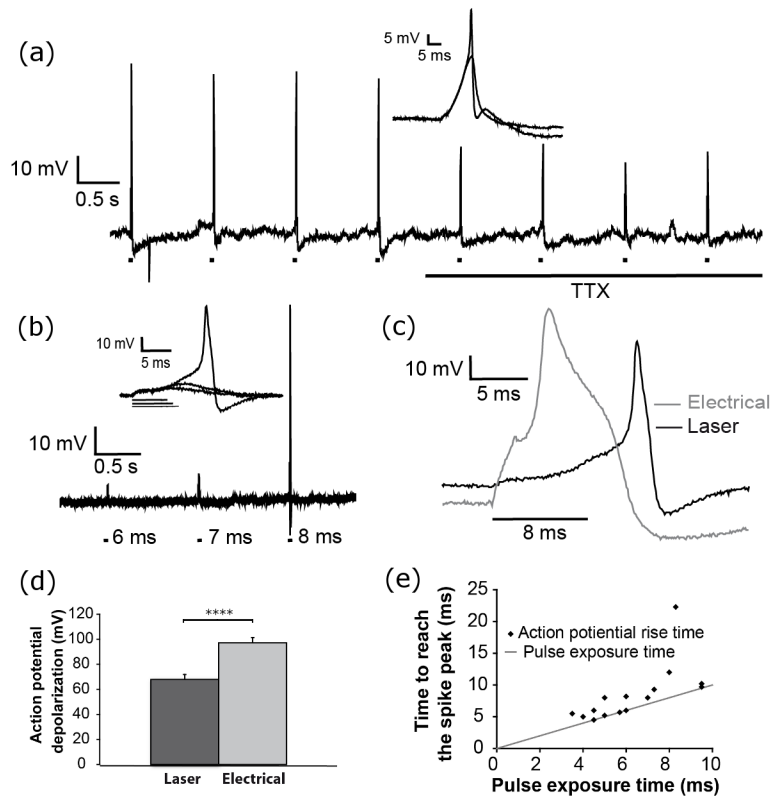 (a)
5 mV
5 ms
10 mV
0.5 s
TTX
(b)
10 mV
5 ms
10 mV
0.5 s
6 ms
7 ms
8 ms
(c)
10 mV
5 ms
Electrical
Laser
8 ms
(d)
Action potential
depolarization (mV)
120
100
80
60
40
20
0
****
Laser
Electrical
(e)
Time to reach
the spike peak (ms)
25
20
15
10
5
0
Action potiential rise time
Pulse exposure time
0
2
4
6
8
10
Pulse exposure time (ms)